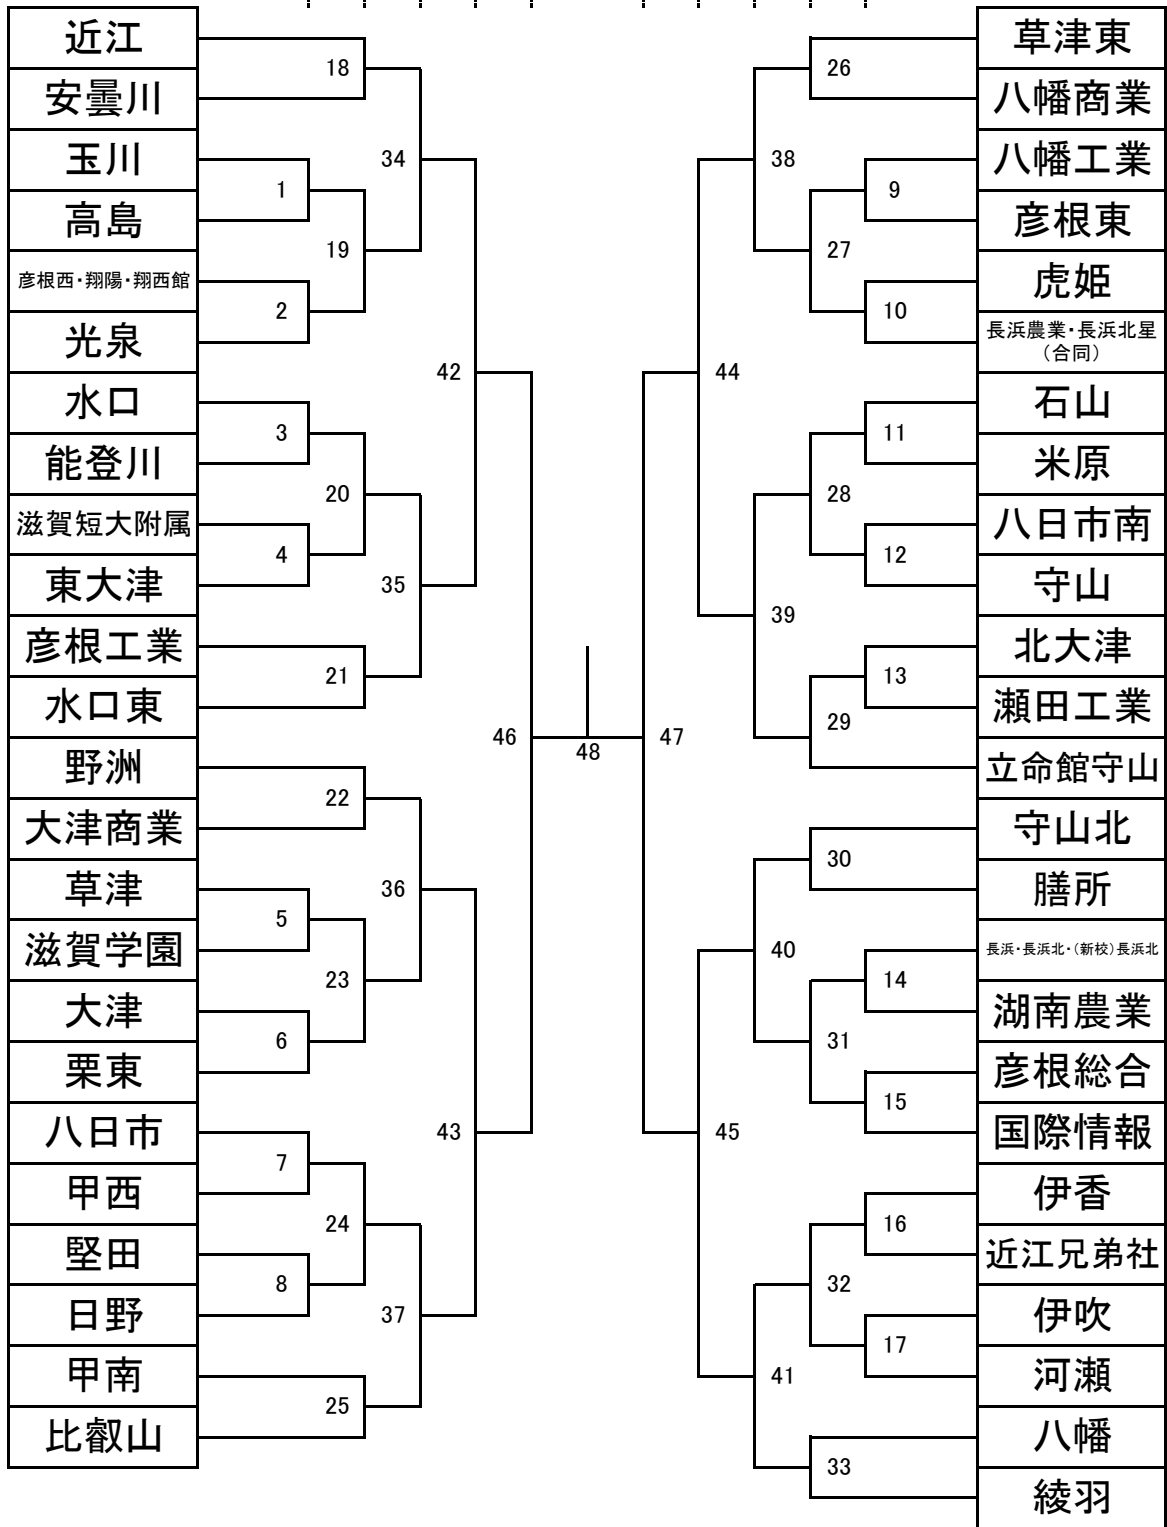 近江
安曇川
玉川
高島
彦根西・翔陽・翔西館
光泉
水口
能登川
滋賀短大附属
東大津
彦根工業
水口東
野洲
大津商業
草津
滋賀学園
大津
栗東
八日市
甲西
堅田
日野
甲南
比叡山
18
1
2
3
4
21
22
5
6
7
8
25
19
20
23
24
34
35
36
37
42
43
46
48
47
44
45
38
39
40
41
26
27
28
29
30
31
32
33
9
10
11
12
13
14
15
16
17
草津東
八幡商業
八幡工業
彦根東
虎姫
長浜農業・長浜北星
(合同)
石山
米原
八日市南
守山
北大津
瀬田工業
立命館守山
守山北
膳所
長浜・長浜北・(新校)長浜北
湖南農業
彦根総合
国際情報
伊香
近江兄弟社
伊吹
河瀬
八幡
綾羽